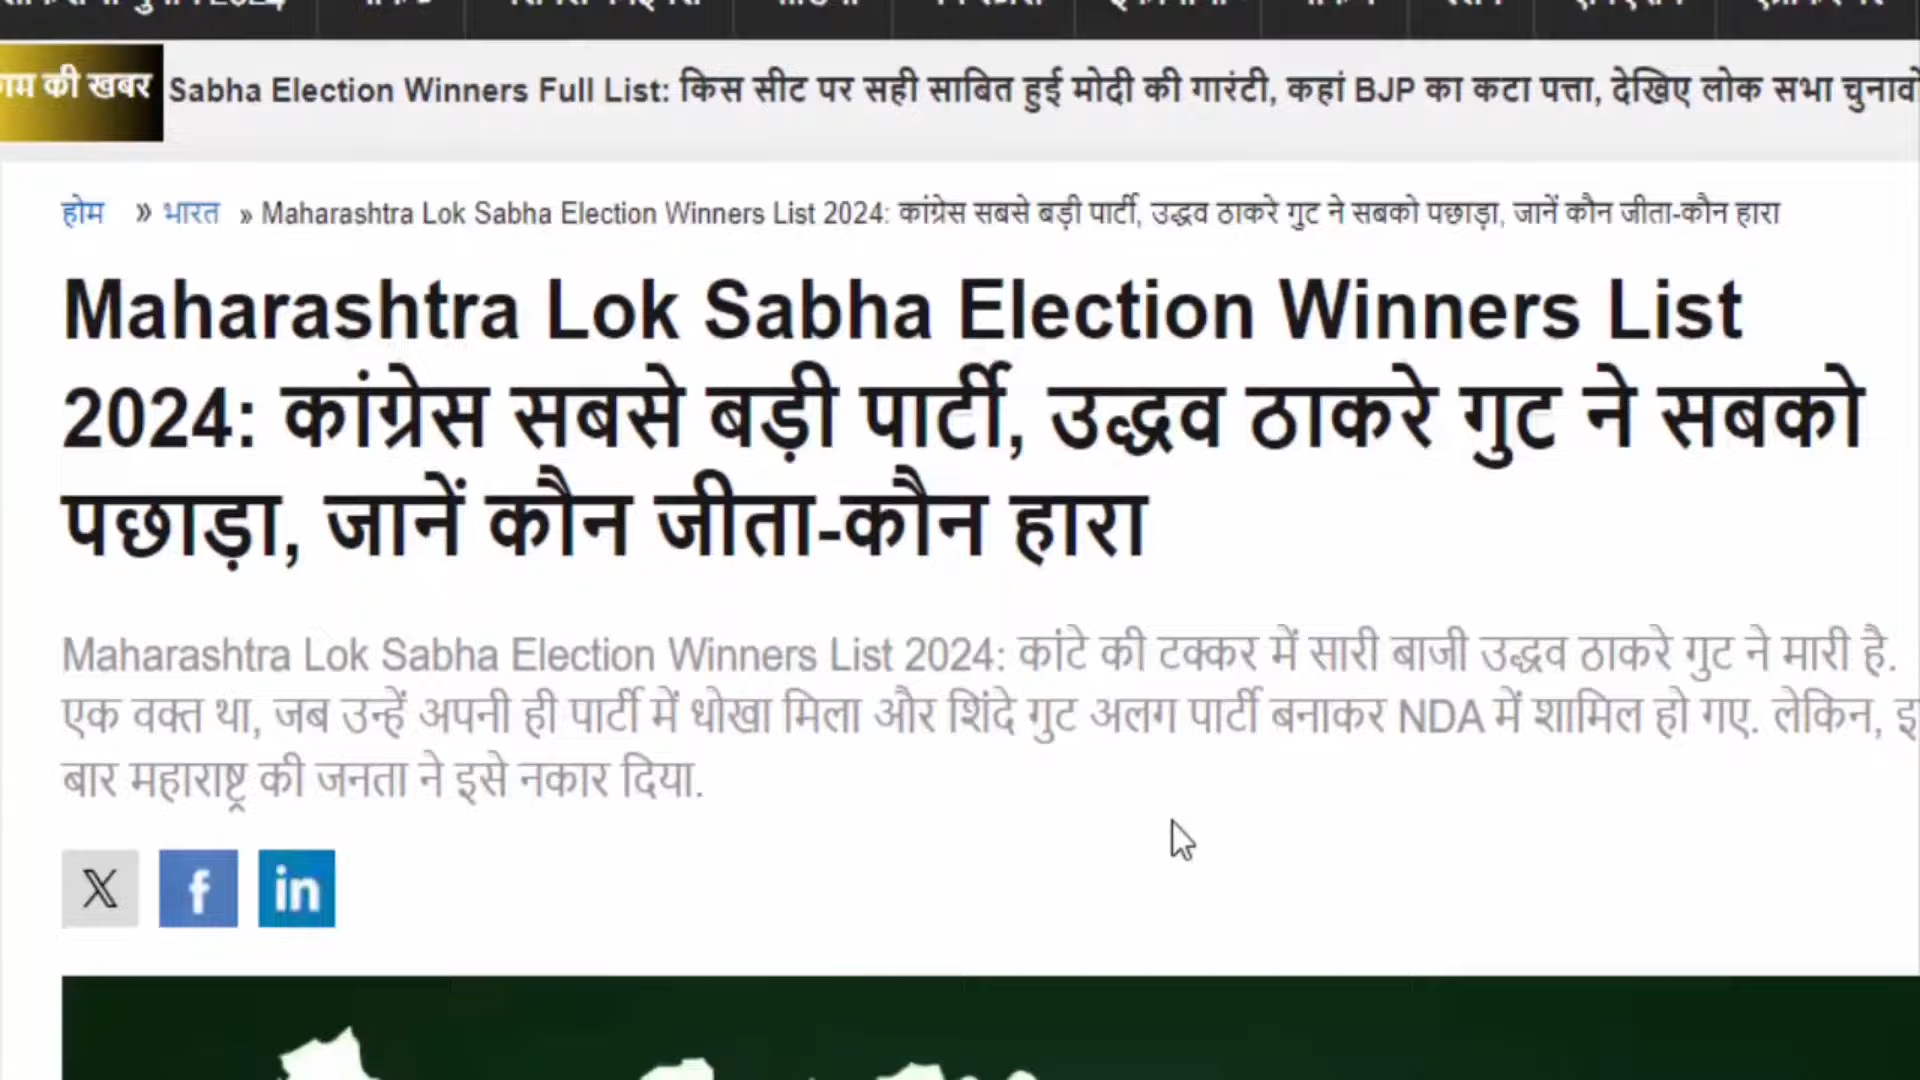 की खबर Sabha Election Winners Full List: किस सीट पर सही साबित हुई मोदी की गारंटी, कहां BJP का कटा पत्ता, देखिए लोक सभा
होम » भारत » Maharashtra Lok Sabha Election Winners List 2024: कांग्रेस सबसे बड़ी पार्टी, उद्धव ठाकरे गुट ने सबको पछाड़ा, जानें कौन जीता-कौन हारा
Maharashtra Lok Sabha Election Winners List
2024: कांग्रेस सबसे बड़ी पार्टी, उद्धव ठाकरे गुट ने सबको
पछाड़ा, जानें कौन जीता-कौन हारा
Maharashtra Lok Sabha Election Winners List 2024: कांटे की टक्कर में सारी बाजी उद्धव ठाकरे गुट ने मारी है.
एक वक्त था, जब उन्हें अपनी ही पार्टी में धोखा मिला और शिंदे गुट अलग पार्टी बनाकर NDA में शामिल हो गए. लेकिन,
बार महाराष्ट्र की जनता ने इसे नकार दिया.
X f in